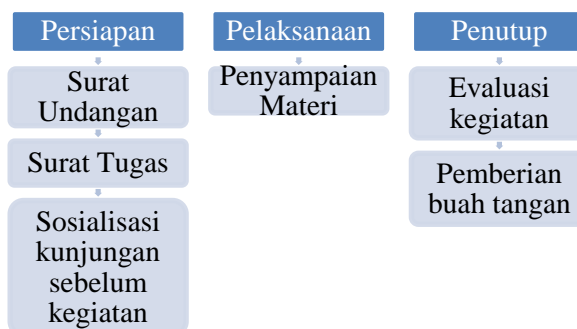 Persiapan
Surat
Undangan
Surat Tugas
Sosialisasi
kunjungan
sebelum
kegiatan
Pelaksanaan
Penyampaian
Materi
Penutup
Evaluasi
kegiatan
Pemberian
buah tangan